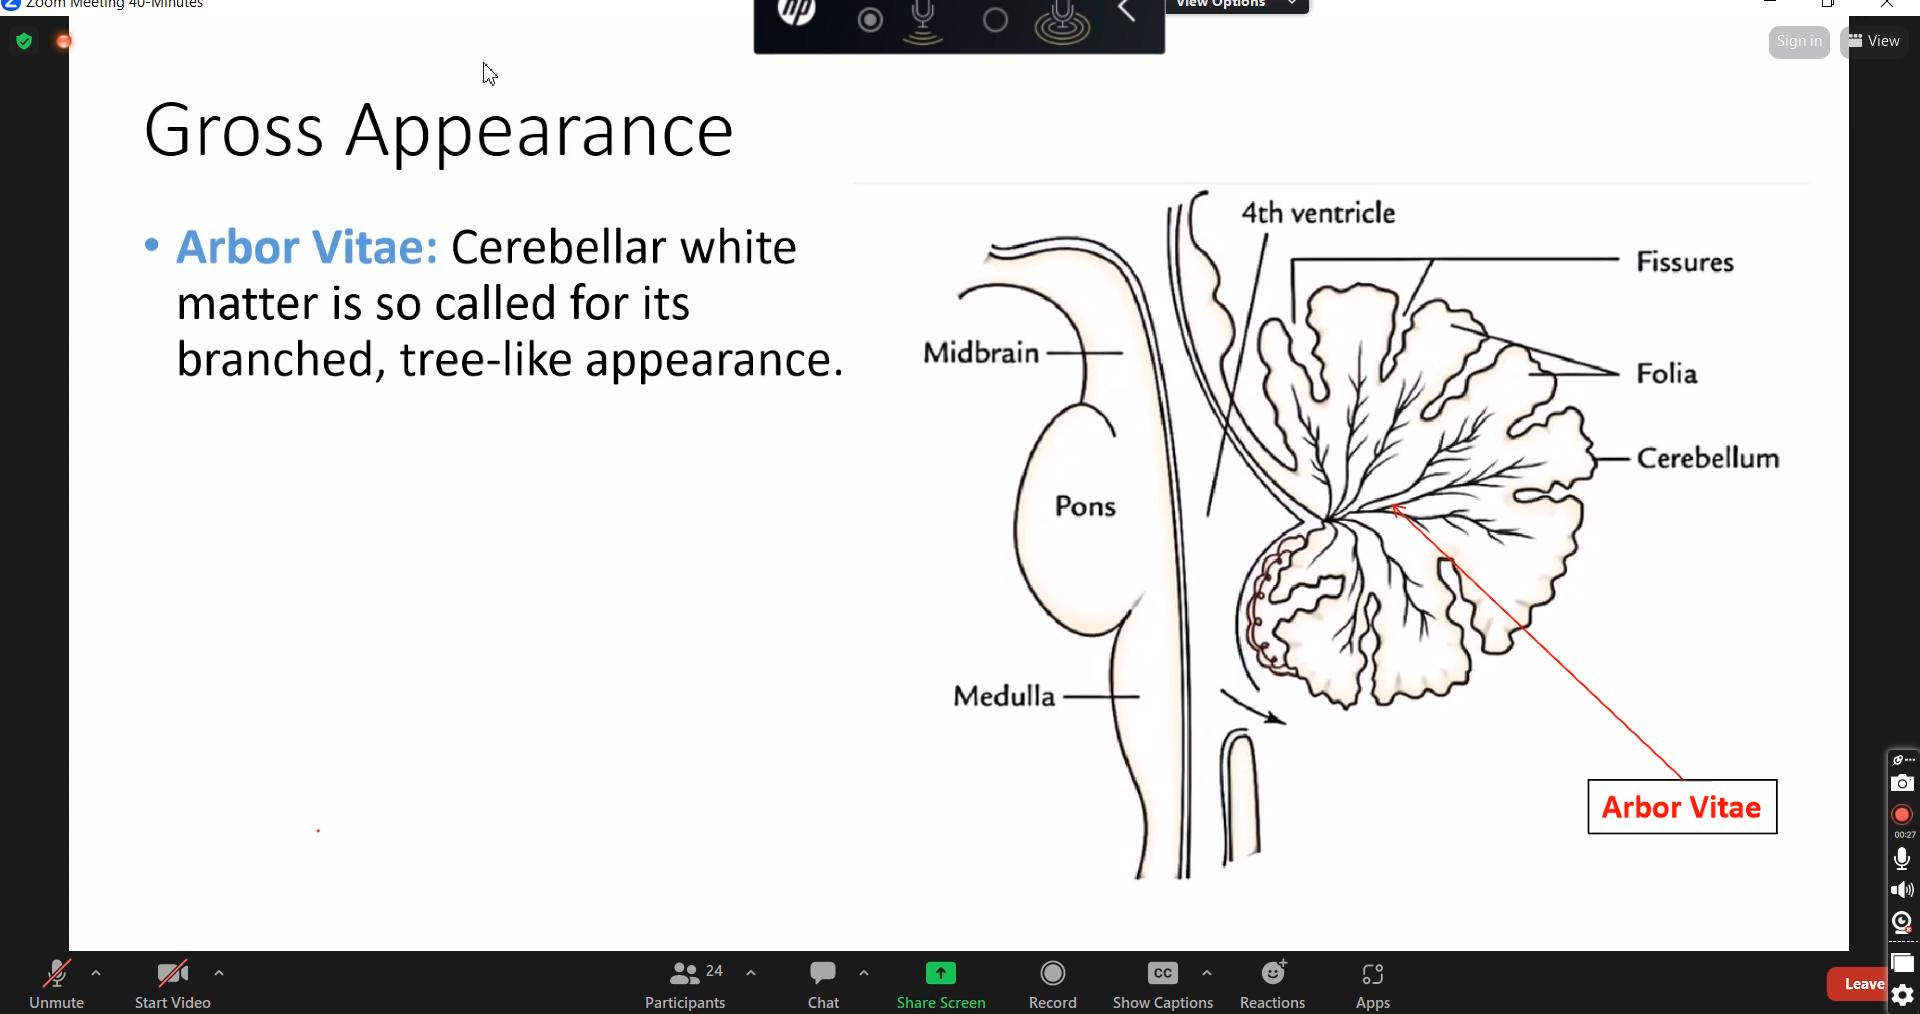 Zoom Meeting 40-Minutes
hp
View Options
Sign in
View
Gross Appearance
• Arbor Vitae: Cerebellar white
matter is so called for its
branched, tree-like appearance.
4th ventricle
Fissures
Midbrain
Folia
Cerebellum
Pons
Medulla
Arbor Vitae
00:27
24
CC
Unmute
Start Video
Participants
Chat
Share Screen
Record
Show Captions
Reactions
Apps
Leave